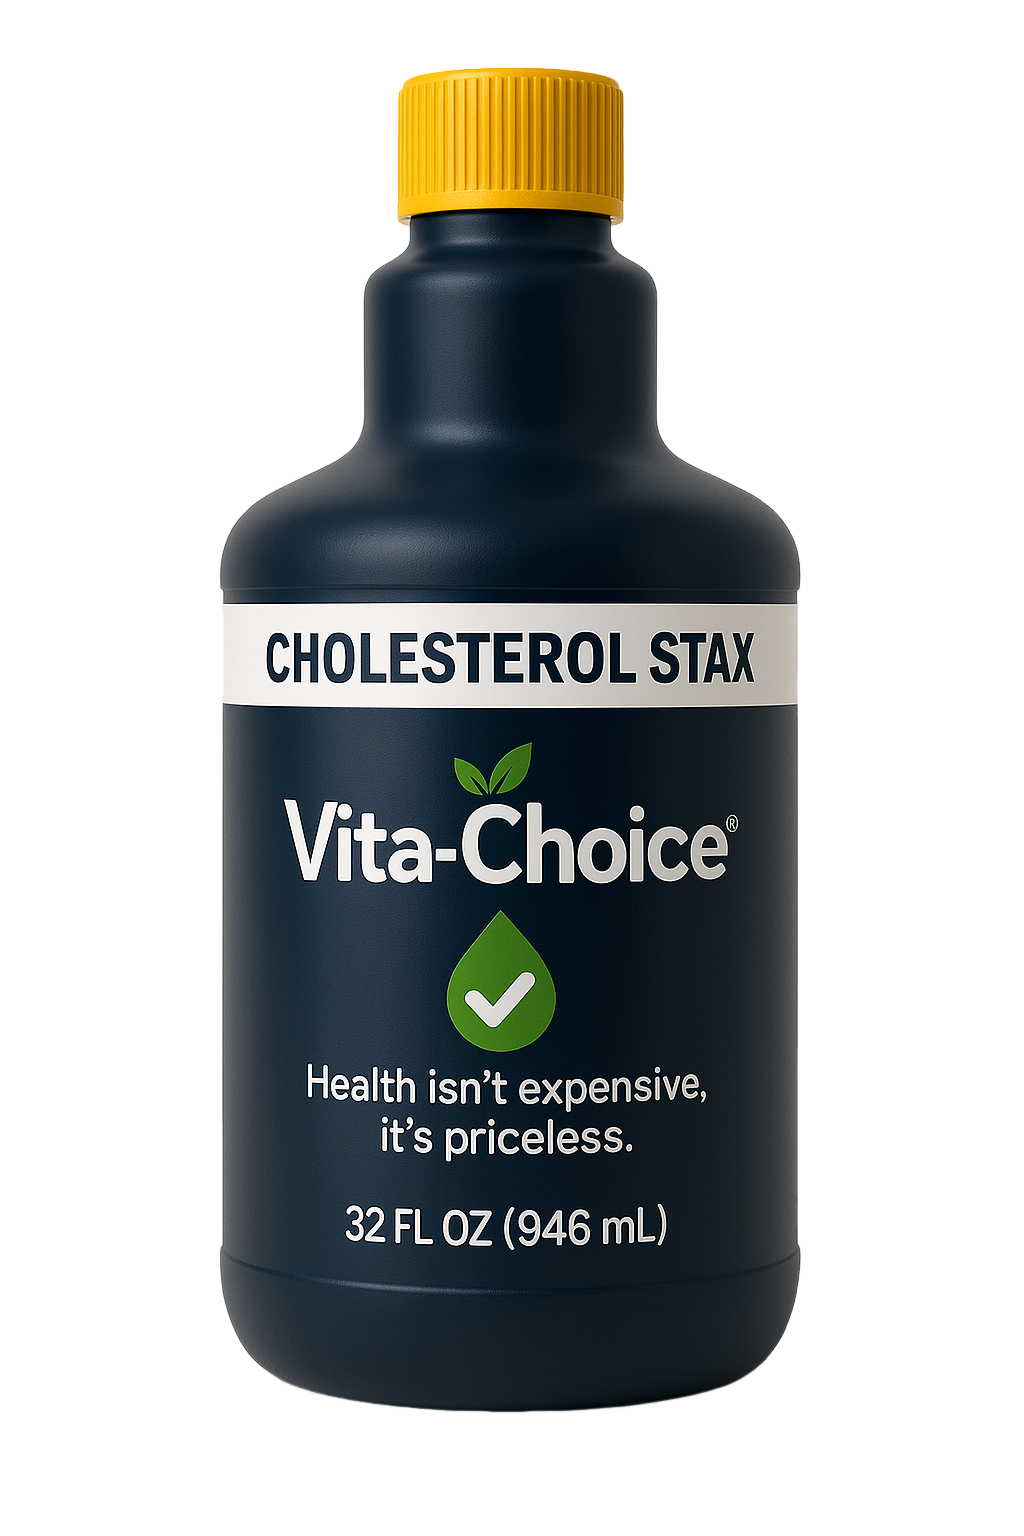 CHOLESTEROL STAX
Vita-Choice®
Health isn't expensive,
it's priceless.
32 FL OZ (946 mL)